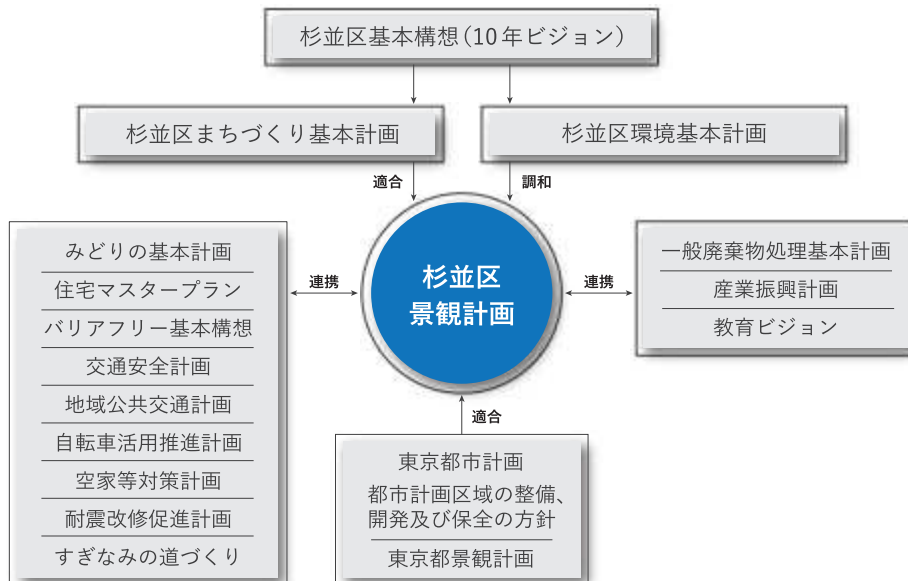 杉並区基本構想（10年ビジョン）
杉並区まちづくり基本計画
杉並区環境基本計画
適合
調和
みどりの基本計画
住宅マスタープラン
バリアフリー基本構想
交通安全計画
地域公共交通計画
自転車活用推進計画
空家等対策計画
耐震改修促進計画
すぎなみの道づくり
連携
杉並区
景観計画
連携
一般廃棄物処理基本計画
産業振興計画
教育ビジョン
適合
東京都市計画
都市計画区域の整備、
開発及び保全の方針
東京都景観計画